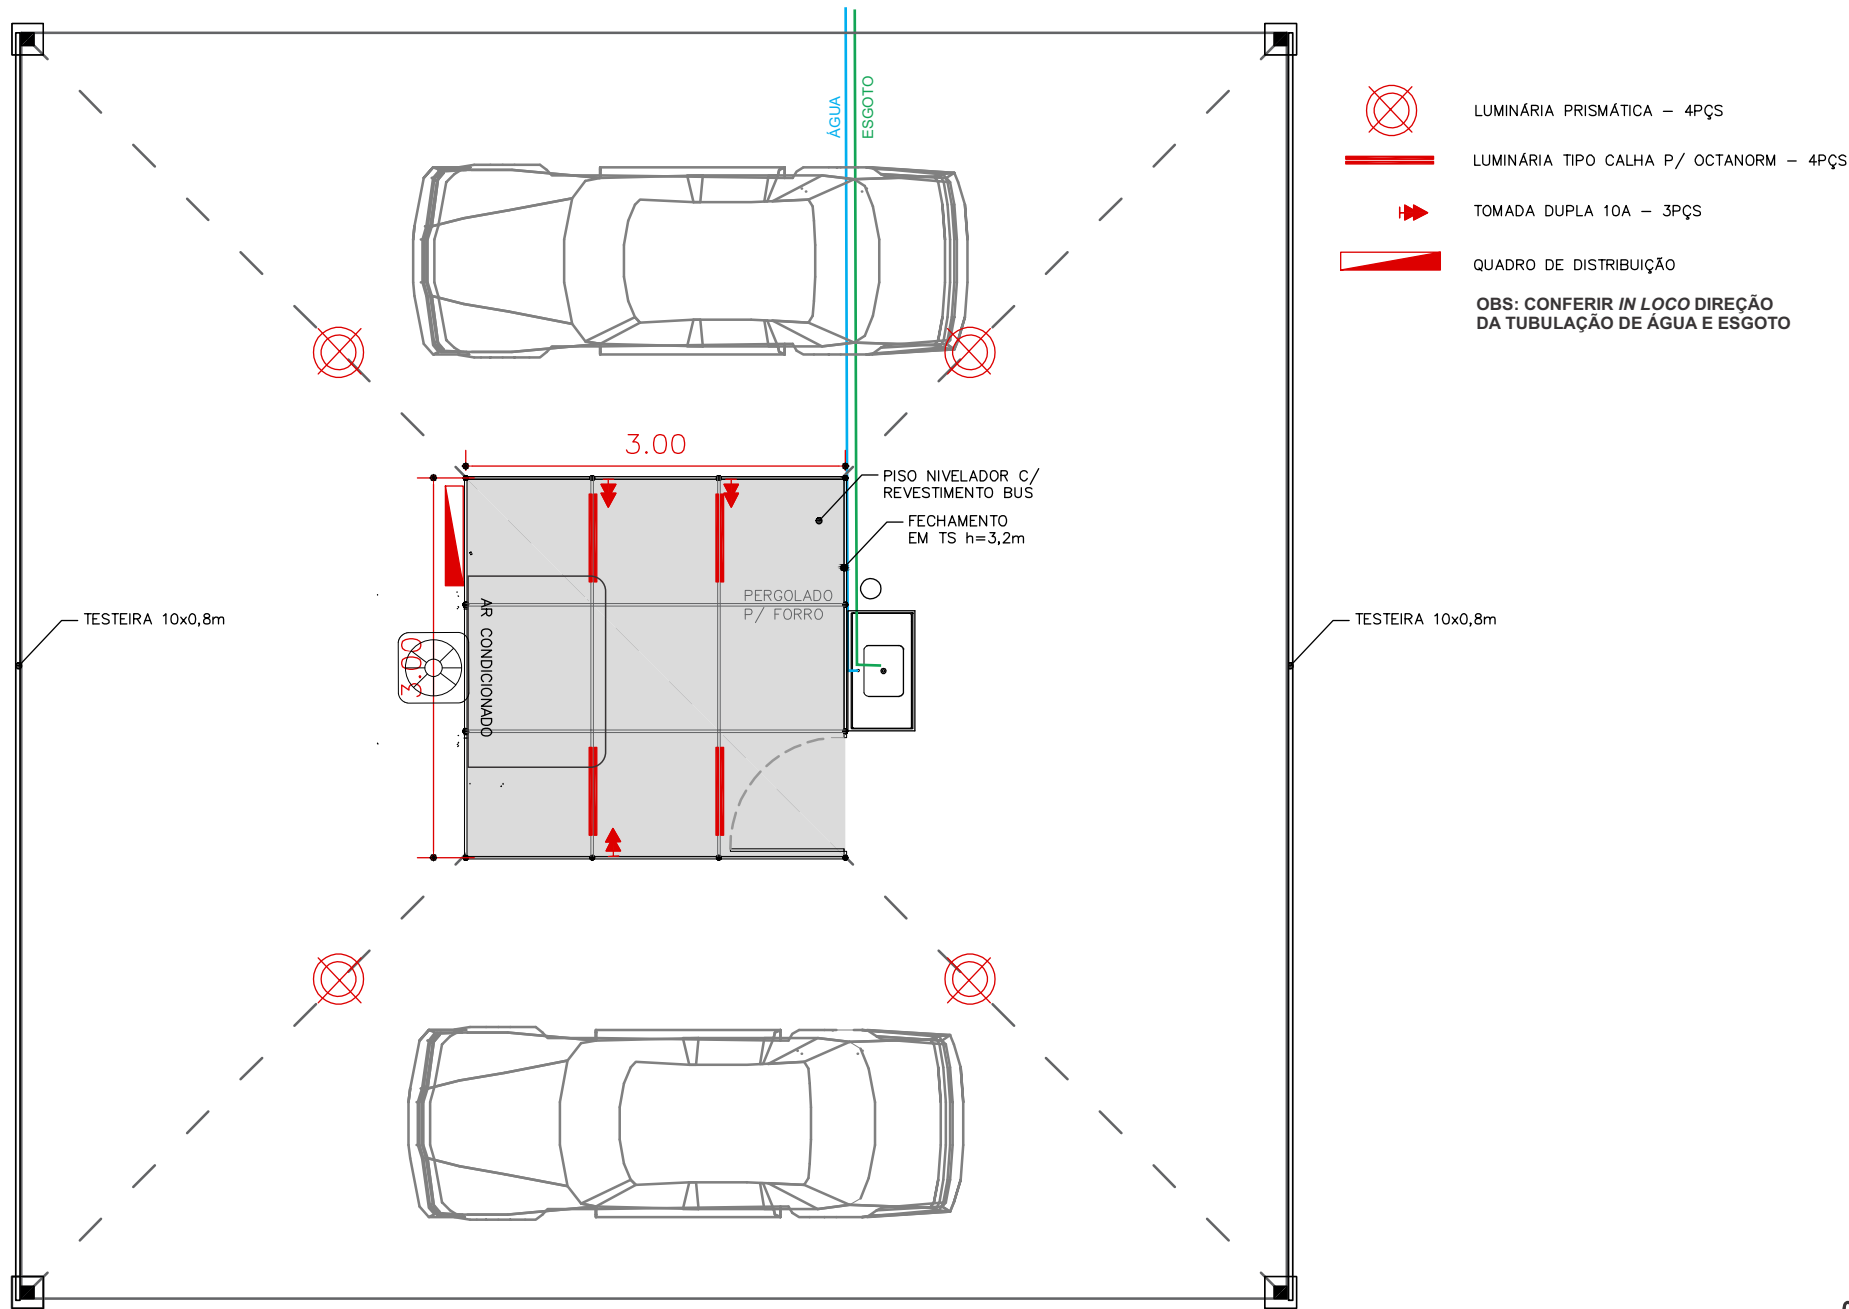 ÁGUA
ESGOTO
LUMINÁRIA PRISMÁTICA – 4PÇS
LUMINÁRIA TIPO CALHA P/ OCTANORM – 4PÇS
TOMADA DUPLA 10A – 3PÇS
QUADRO DE DISTRIBUIÇÃO
OBS: CONFERIR IN LOCO DIREÇÃO
DA TUBULAÇÃO DE ÁGUA E ESGOTO
3.00
PISO NIVELADOR C/
REVESTIMENTO BUS
FECHAMENTO
EM TS h=3,2m
PERGOLADO
P/ FORRO
TESTEIRA 10x0,8m
3.00
AR CONDICIONADO
TESTEIRA 10x0,8m